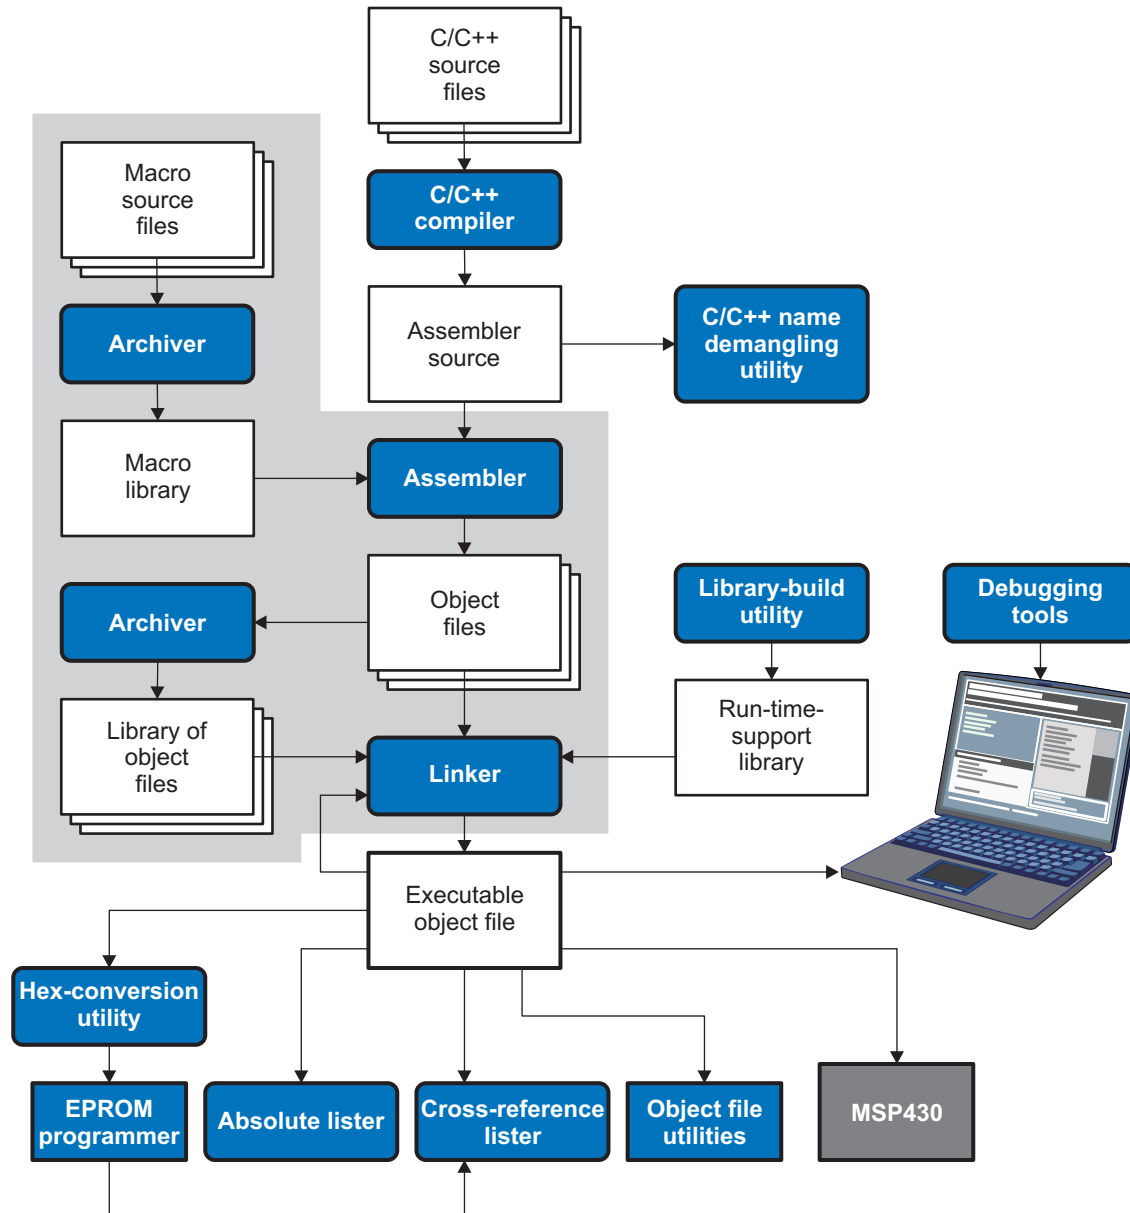 C/C++
source
files
Macro
source
files
C/C++
compiler
Archiver
Assembler
source
C/C++ name
demangling
utility
Macro
library
Assembler
Archiver
Object
files
Library-build
utility
Debugging
tools
Library of
object
files
Linker
Run-time-
support
library
Executable
object file
Hex-conversion
utility
EPROM
programmer
Absolute lister
Cross-reference
lister
Object file
utilities
MSP430